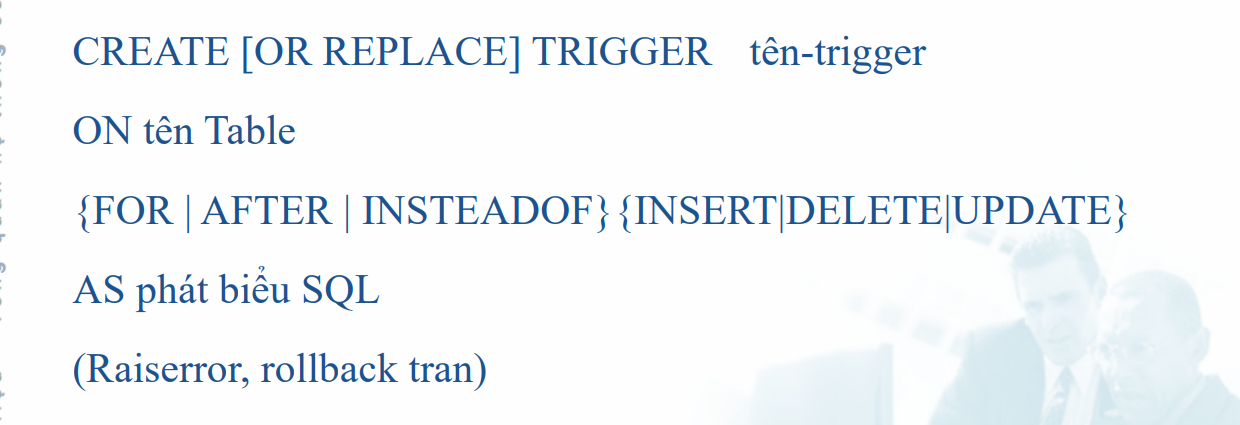 CREATE [OR REPLACE] TRIGGER tên-trigger
ON tên Table
{FOR | AFTER | INSTEADOF}{INSERT|DELETE|UPDATE}
AS phát biểu SQL
(Raiserror, rollback tran)